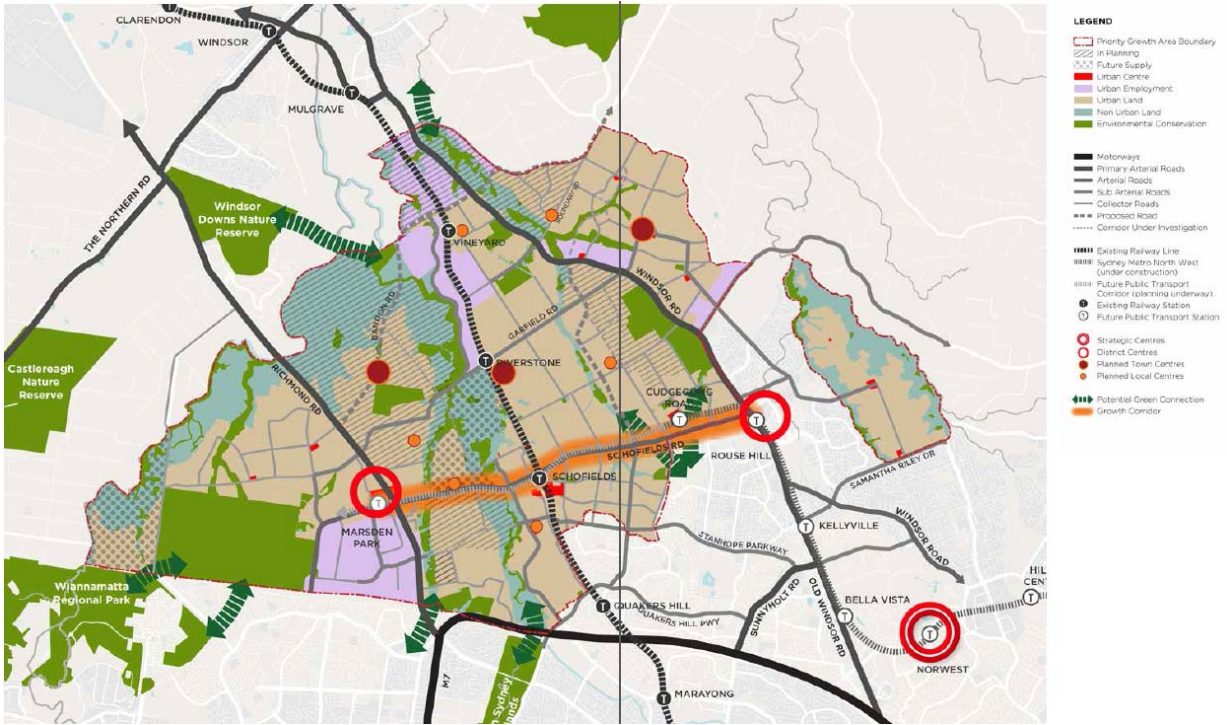 CLARENDON
WINDSOR
MULGRAVE
THE NORTHERN RD
Windsor
Downs Nature
Reserve
VINEYARD
BOUNDARY RD
WINDSOR RD
BANDON RD
GARFIELD RD
RIVERSTONE
Castlereagh
Nature
Reserve
RICHMOND RD
CUDGEGONG
ROAD
SCHOFIELDS RD
ROUSE HILL
SCHOFIELDS
SAMANTHA RILEY DR
MARSDEN
PARK
KELLYVILLE
WINDSOR ROAD
STANHOPE PARKWAY
Wiannamatta
Regional Park
SUNNYHOLT RD
OLD WINDSOR RD
BELLA VISTA
QUAKERS HILL
QUAKERS HILL PWY
NORWEST
M7
MARAYONG
LEGEND
Priority Growth Area Boundary
In Planning
Future Supply
Urban Centre
Urban Employment
Urban Land
Non Urban Land
Environmental Conservation
Motorways
Primary Arterial Roads
Arterial Roads
Sub Arterial Roads
Collector Roads
Proposed Road
Corridor Under Investigation
Existing Railway Line
Sydney Metro North West
(under construction)
Future Public Transport
Corridor (planning underway)
Existing Railway Station
Future Public Transport Station
Strategic Centres
District Centres
Planned Town Centres
Planned Local Centres
Potential Green Connection
Growth Corridor